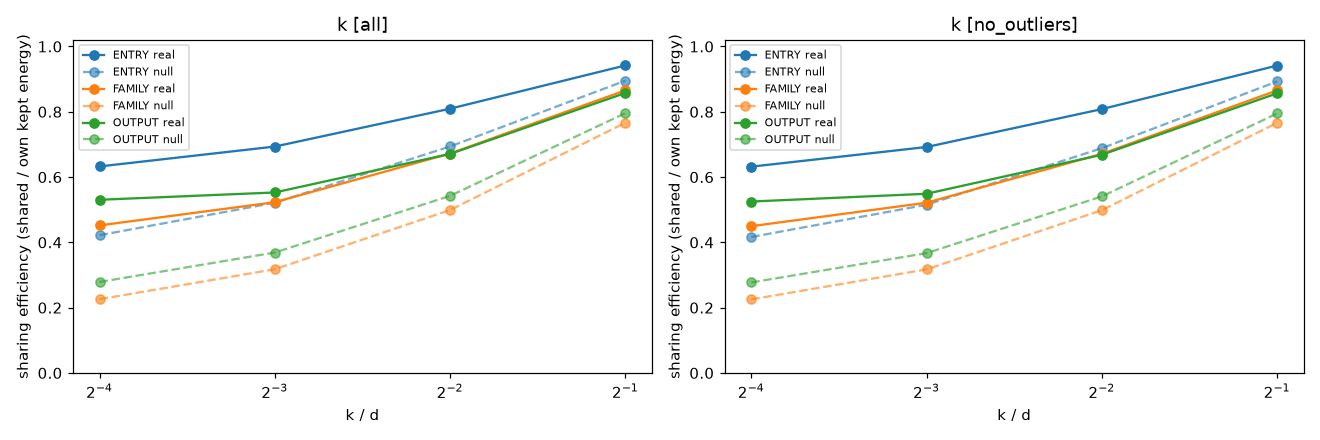 k [all]
sharing efficiency (shared / own kept energy)
1.0
0.8
0.6
0.4
0.2
0.0
ENTRY real
ENTRY null
FAMILY real
FAMILY null
OUTPUT real
OUTPUT null
2⁻⁴
2⁻³
2⁻²
2⁻¹
k / d
k [no_outliers]
sharing efficiency (shared / own kept energy)
1.0
0.8
0.6
0.4
0.2
0.0
ENTRY real
ENTRY null
FAMILY real
FAMILY null
OUTPUT real
OUTPUT null
2⁻⁴
2⁻³
2⁻²
2⁻¹
k / d